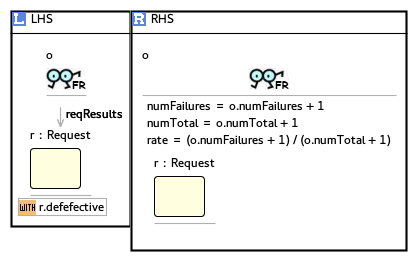 L LHS
o
FR
reqResults
r : Request
WITH r.defefective
R RHS
o
FR
numFailures = o.numFailures + 1
numTotal = o.numTotal + 1
rate = (o.numFailures + 1) / (o.numTotal + 1)
r : Request